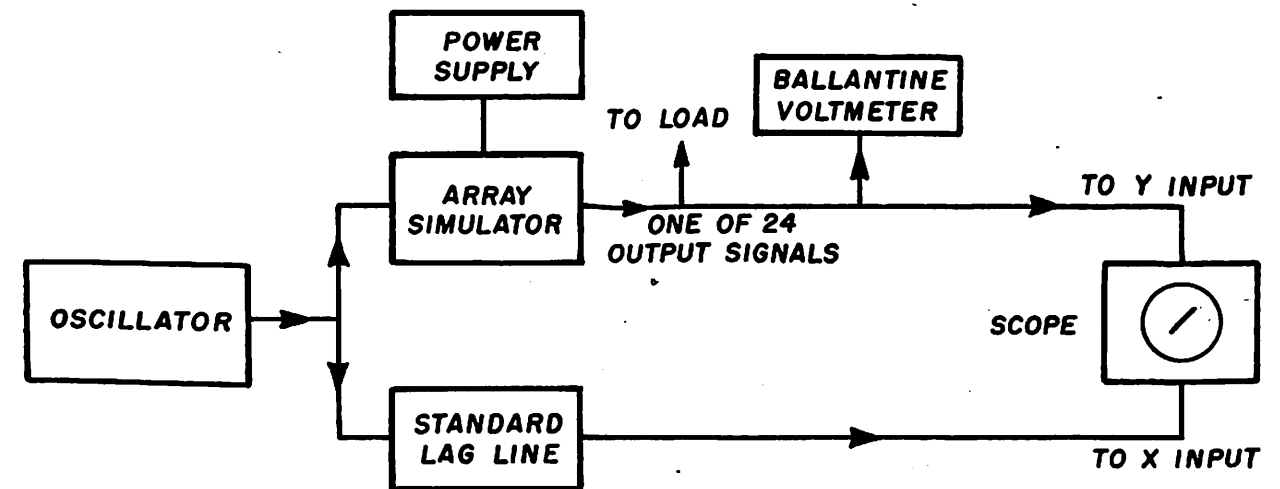 POWER
SUPPLY
BALLANTINE
VOLTMETER
TO LOAD
ARRAY
SIMULATOR
TO Y INPUT
ONE OF 24
OUTPUT SIGNALS
OSCILLATOR
SCOPE
STANDARD
LAG LINE
TO X INPUT